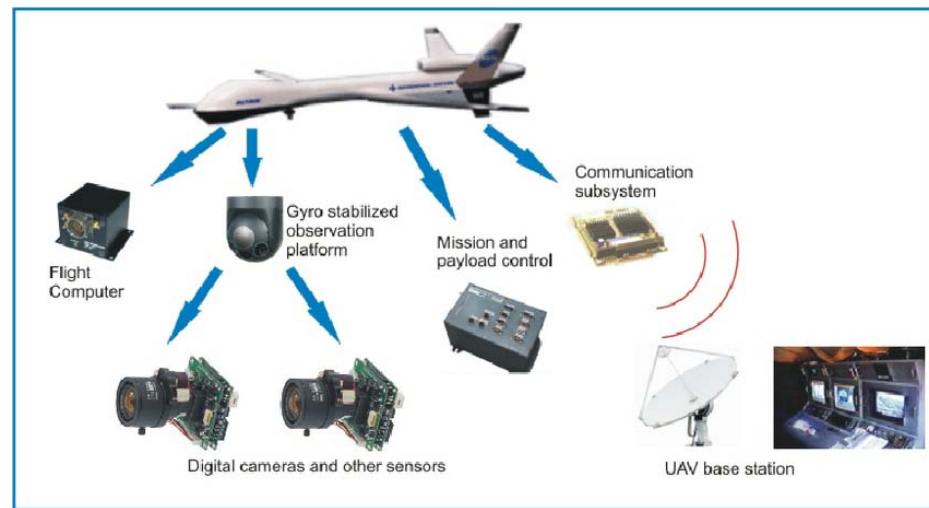 ALTAIR
Communication
subsystem
Gyro stabilized
observation
platform
Mission and
payload control
Flight
Computer
Digital cameras and other sensors
UAV base station